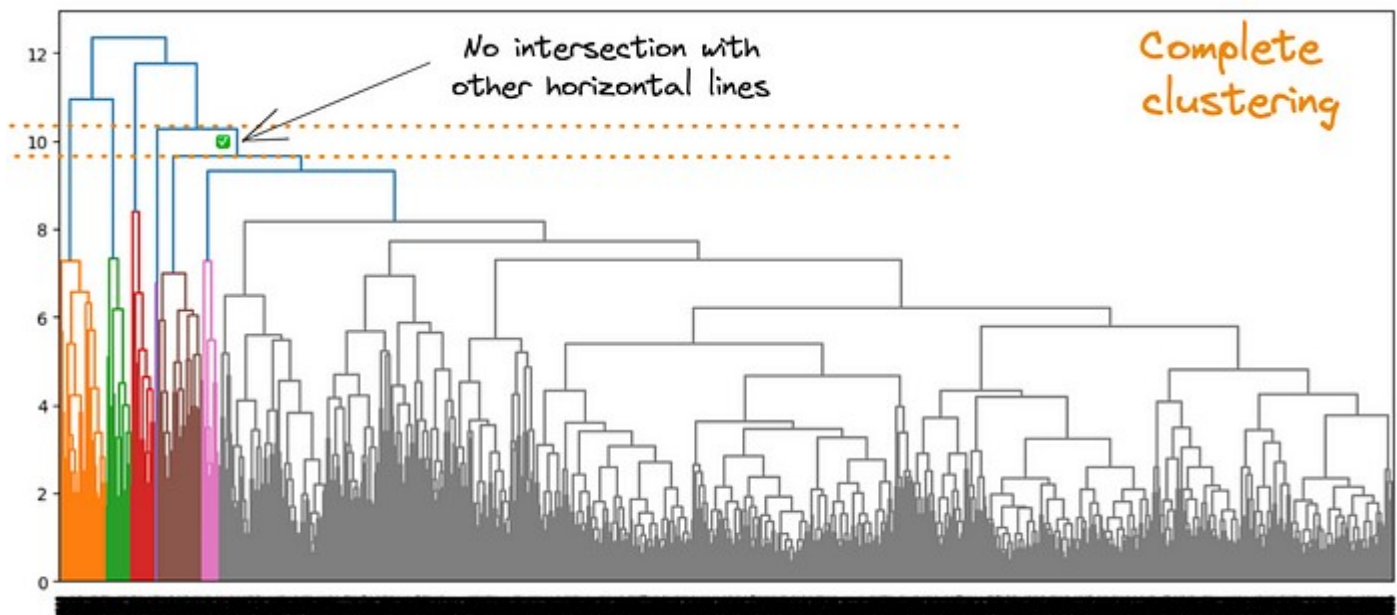 No intersection with
other horizontal lines
Complete
clustering
12
10
8
6
4
2
0